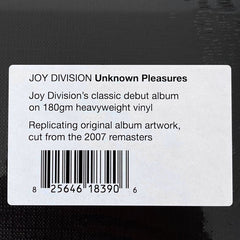 JOY DIVISION Unknown Pleasures
Joy Division's classic debut album
on 180gm heavyweight vinyl
Replicating original album artwork,
cut from the 2007 remasters
8 25646 18390 6